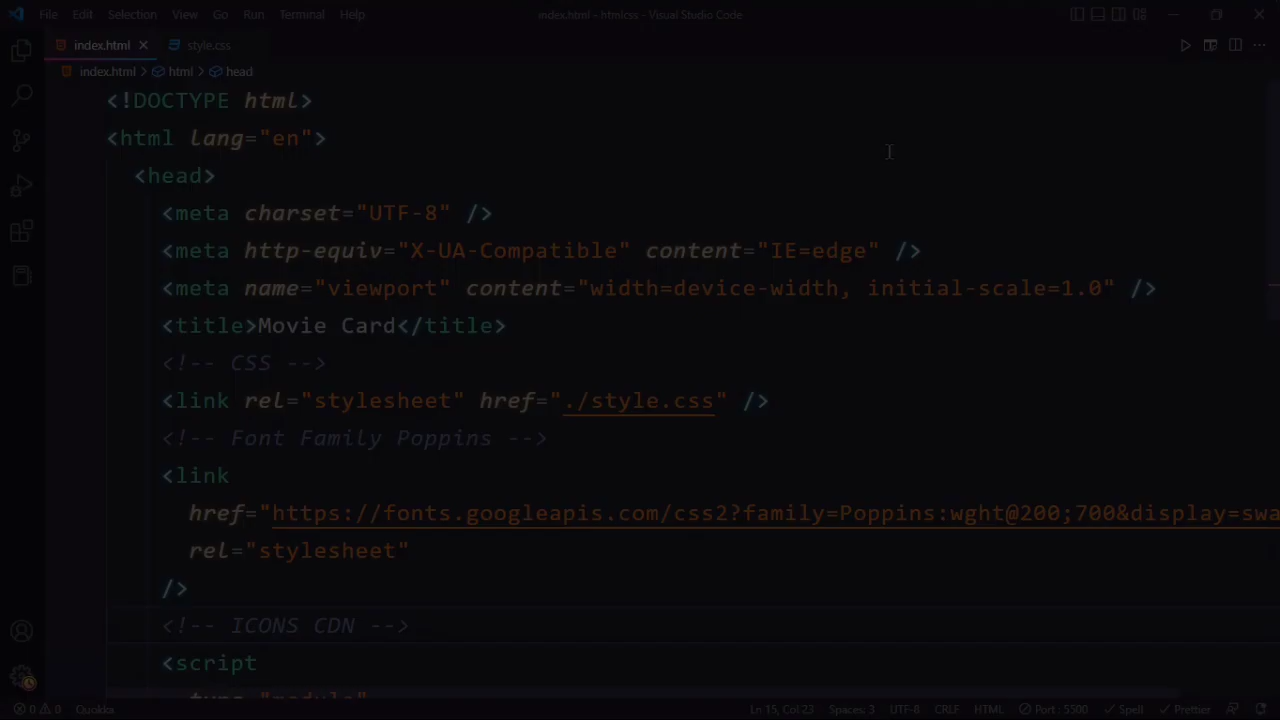 File Edit Selection View Go Run Terminal Help index.html - htmlcss - Visual Studio Code
index.html style.css
index.html > html > head
<!DOCTYPE html>
<html lang="en">
<head>
<meta charset="UTF-8" />
<meta http-equiv="X-UA-Compatible" content="IE=edge" />
<meta name="viewport" content="width=device-width, initial-scale=1.0" />
<title>Movie Card</title>
<!-- CSS -->
<link rel="stylesheet" href="./style.css" />
<!-- Font Family Poppins -->
<link
href="https://fonts.googleapis.com/css2?family=Poppins:wght@200;700&display=swa
rel="stylesheet"
/>
<!-- ICONS CDN -->
<script
type="module"
0 0 Quokka Ln 15, Col 23 Spaces: 3 UTF-8 CRLF HTML Port : 5500 Spell Prettier